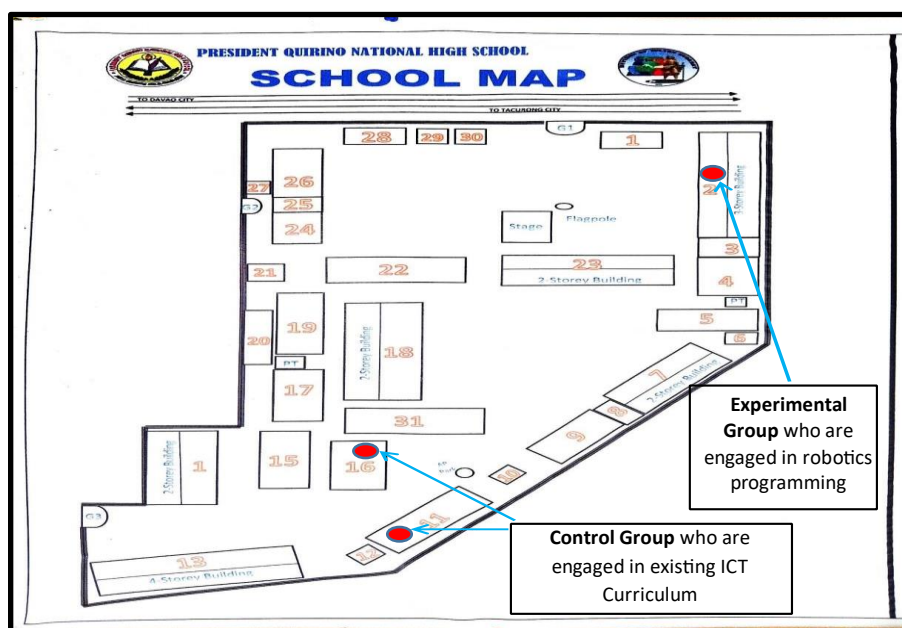 PRESIDENT QUIRINO NATIONAL HIGH SCHOOL
SCHOOL MAP
TO DAVAO CITY
TO TACURONG CITY
G1
28
29
30
1
2
2-Storey Building
27
26
25
G2
24
Flagpole
Stage
3
21
22
23
2-Storey Building
4
PT
5
6
20
19
2-Storey Building
18
PT
17
7
2-Storey Building
8
31
9
Experimental
Group who are
engaged in robotics
programming
2-Storey Building
1
15
16
10
G3
11
12
13
4-Storey Building
Control Group who are
engaged in existing ICT
Curriculum